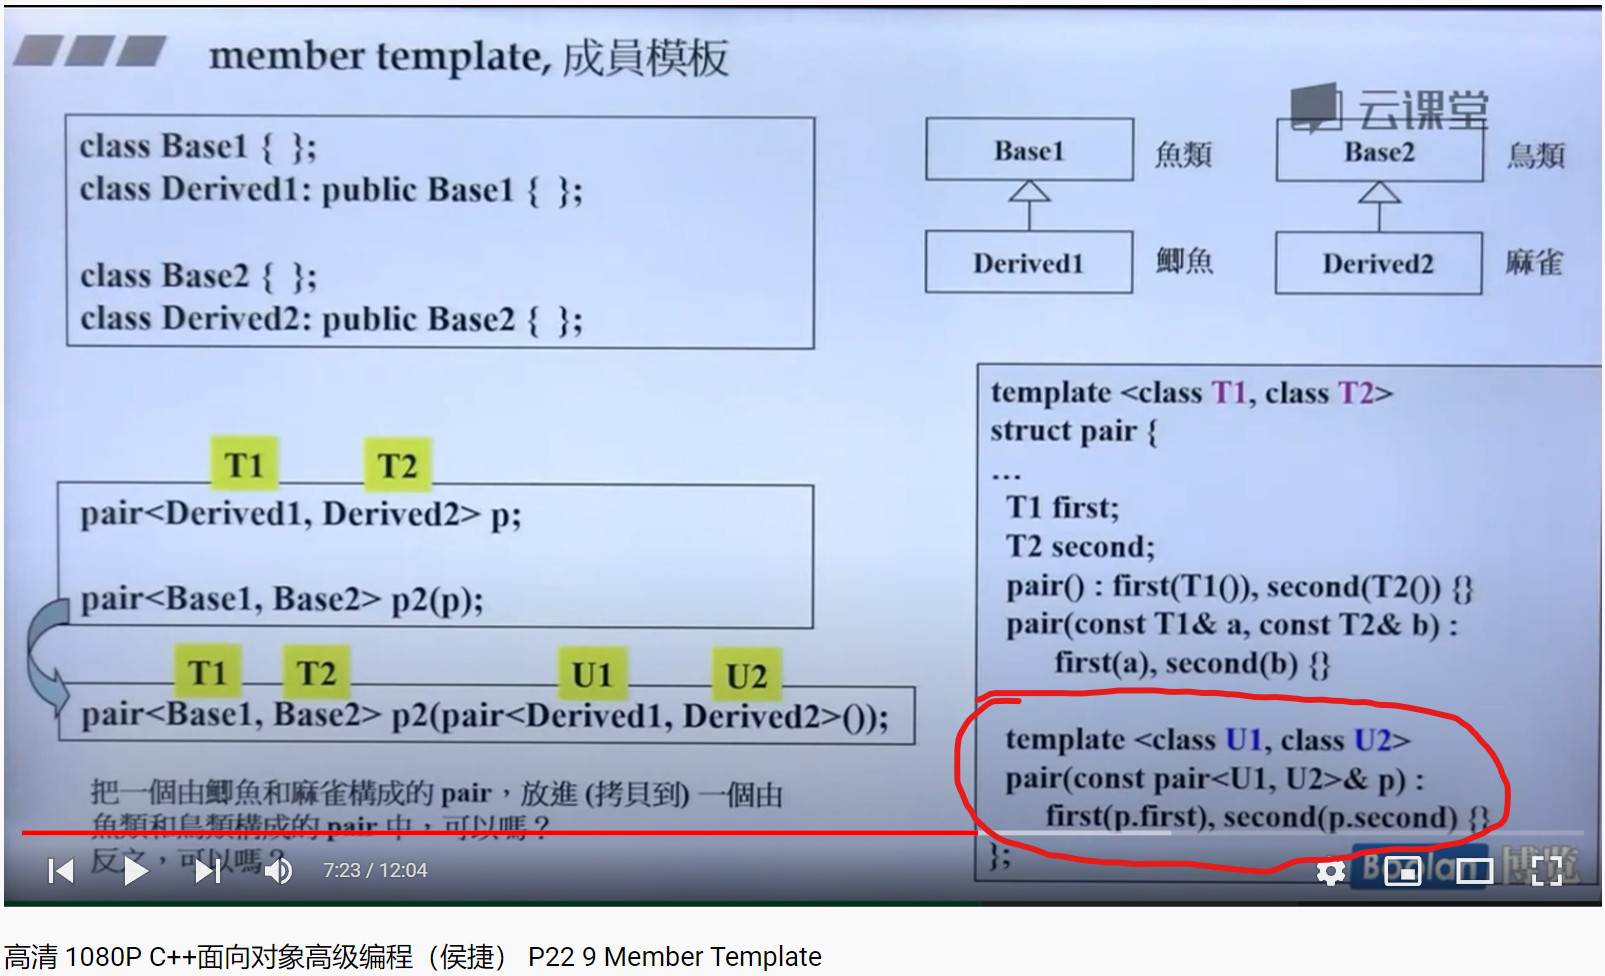 member template, 成員模板
云课堂
class Base1 { };
class Derived1: public Base1 { };
class Base2 { };
class Derived2: public Base2 { };
Base1 魚類
Base2 鳥類
Derived1 鯽魚
Derived2 麻雀
T1 T2
pair<Derived1, Derived2> p;
pair<Base1, Base2> p2(p);
T1 T2 U1 U2
pair<Base1, Base2> p2(pair<Derived1, Derived2>());
把一個由鯽魚和麻雀構成的 pair，放進 (拷貝到) 一個由
魚類和鳥類構成的 pair 中，可以嗎？
反之，可以嗎？
template <class T1, class T2>
struct pair {
...
T1 first;
T2 second;
pair() : first(T1()), second(T2()) {}
pair(const T1& a, const T2& b) :
first(a), second(b) {}
template <class U1, class U2>
pair(const pair<U1, U2>& p) :
first(p.first), second(p.second) {}
};
Boolan 博览
7:23 / 12:04
高清 1080P C++面向对象高级编程（侯捷） P22 9 Member Template